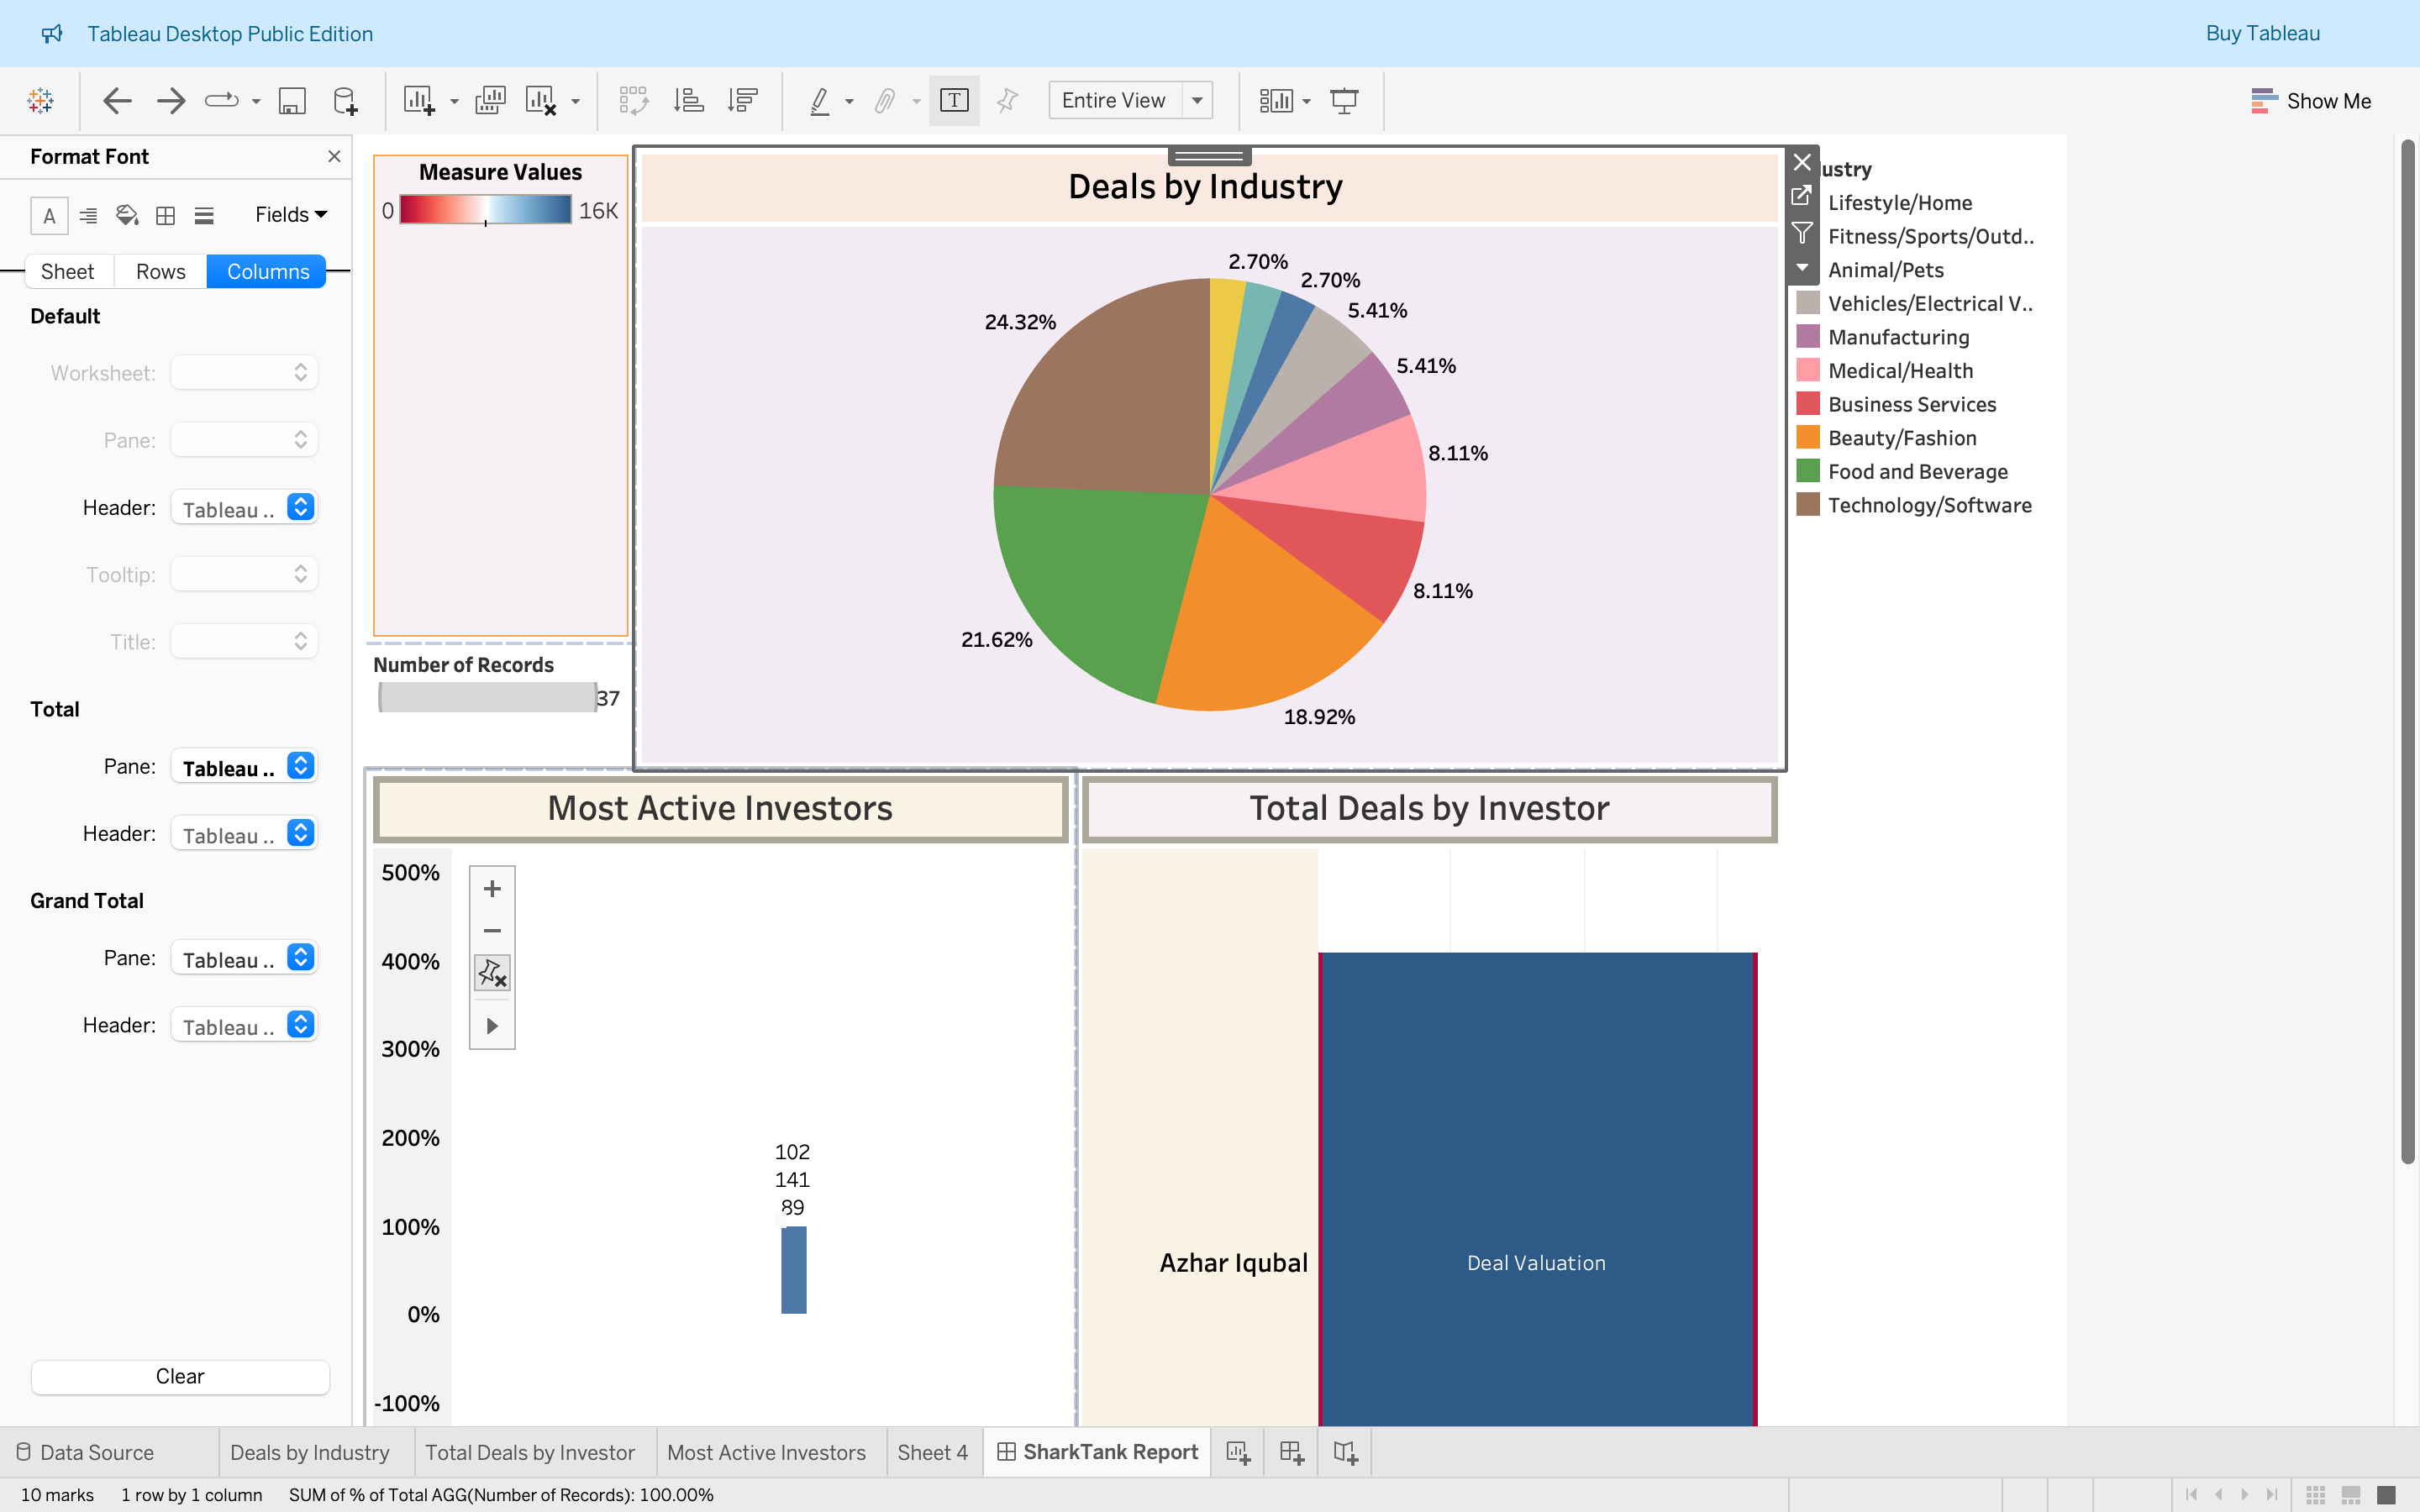 Tableau Desktop Public Edition
Buy Tableau
T
Entire View
Show Me
Format Font
A
Fields
Sheet
Rows
Columns
Default
Worksheet:
Pane:
Header:
Tableau ..
Tooltip:
Title:
Total
Pane:
Tableau ..
Header:
Tableau ..
Grand Total
Pane:
Tableau ..
Header:
Tableau ..
Clear
Measure Values
0
16K
Number of Records
37
Deals by Industry
2.70%
2.70%
5.41%
5.41%
8.11%
8.11%
18.92%
21.62%
24.32%
ustry
Lifestyle/Home
Fitness/Sports/Outd..
Animal/Pets
Vehicles/Electrical V..
Manufacturing
Medical/Health
Business Services
Beauty/Fashion
Food and Beverage
Technology/Software
Most Active Investors
500%
400%
300%
200%
100%
0%
-100%
102
141
89
Total Deals by Investor
Azhar Iqubal
Deal Valuation
Data Source
Deals by Industry
Total Deals by Investor
Most Active Investors
Sheet 4
SharkTank Report
10 marks
1 row by 1 column
SUM of % of Total AGG(Number of Records): 100.00%